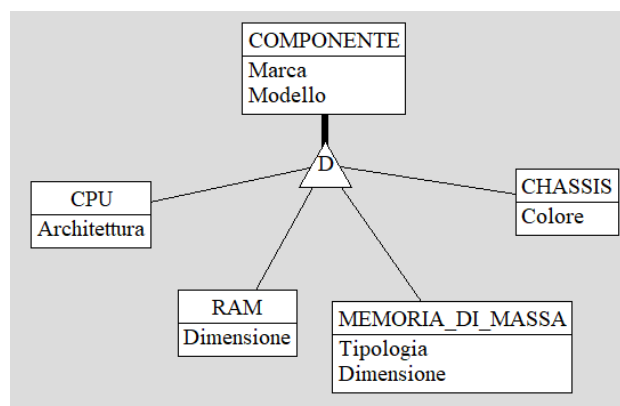 COMPONENTE
Marca
Modello
D
CPU
Architettura
CHASSIS
Colore
RAM
Dimensione
MEMORIA_DI_MASSA
Tipologia
Dimensione